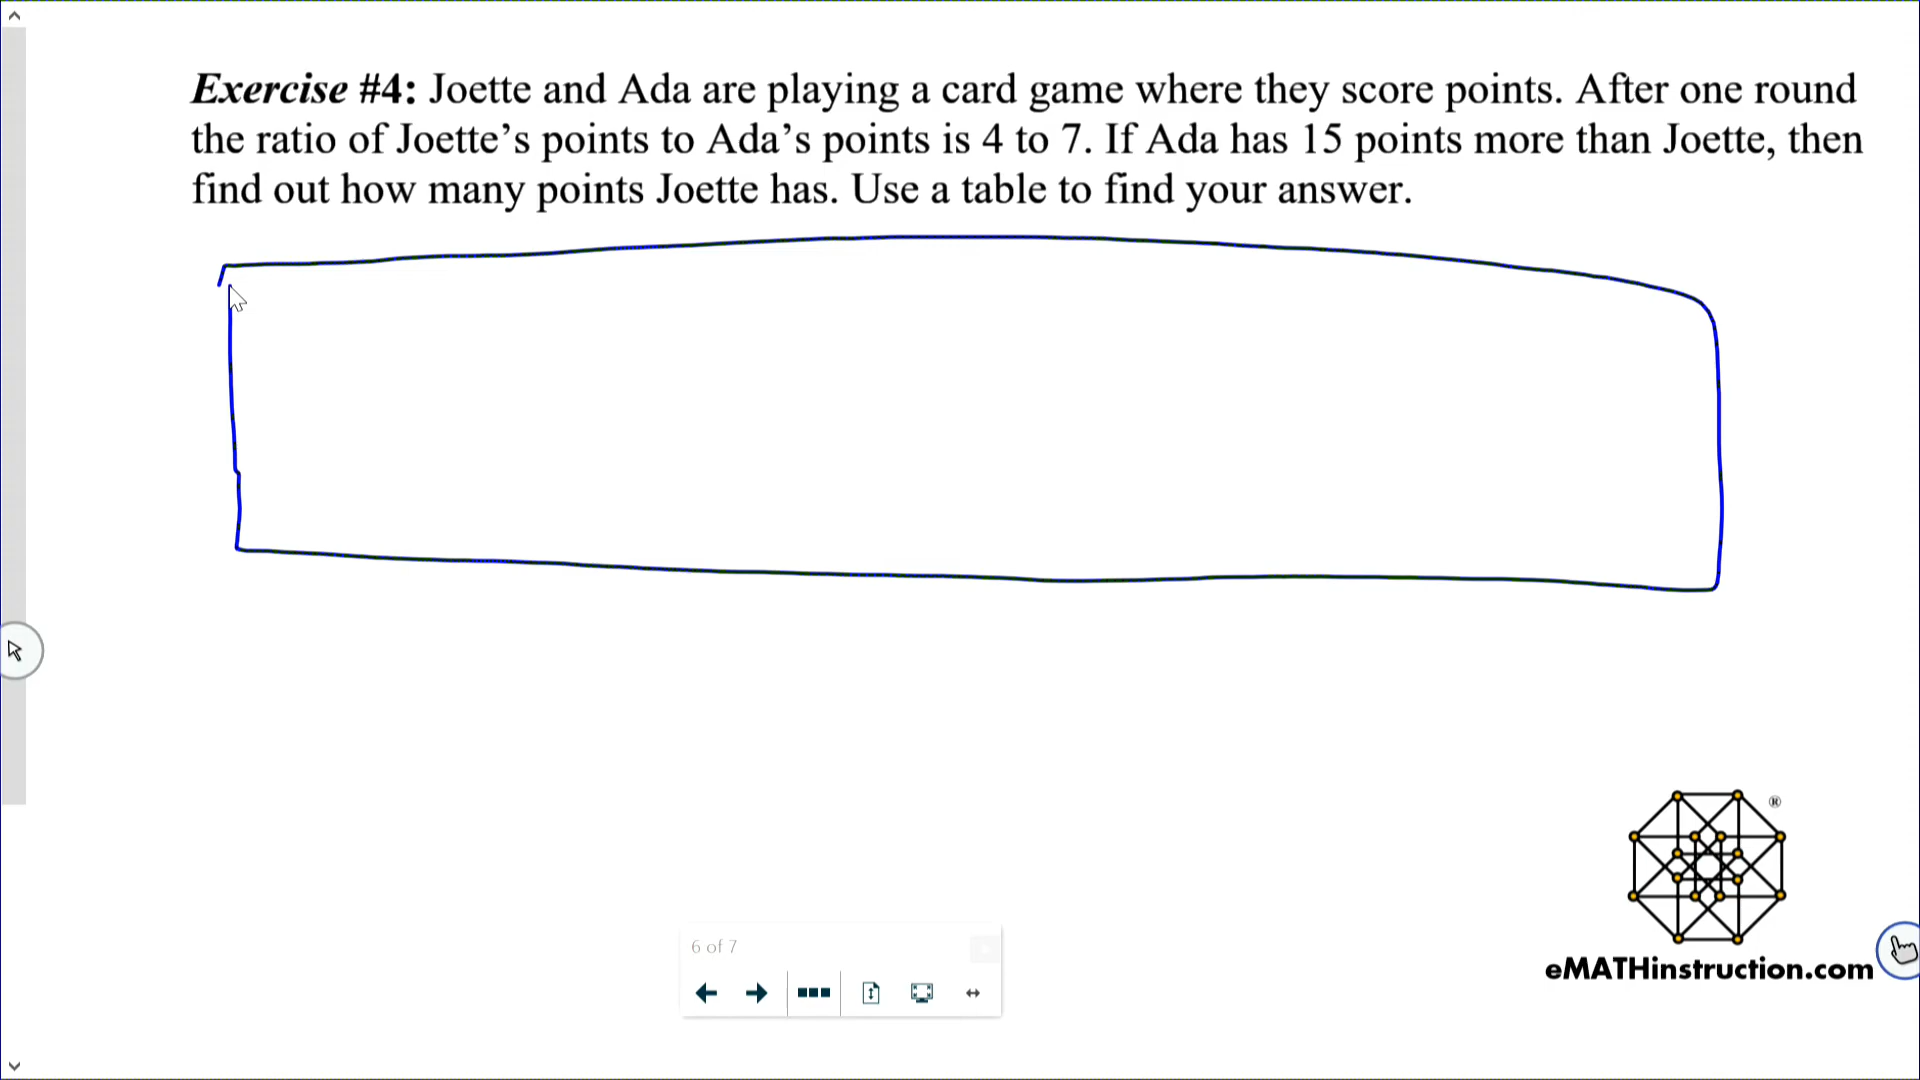 Exercise #4: Joette and Ada are playing a card game where they score points. After one round
the ratio of Joette’s points to Ada’s points is 4 to 7. If Ada has 15 points more than Joette, then
find out how many points Joette has. Use a table to find your answer.
®
6 of 7
eMATHinstruction.com